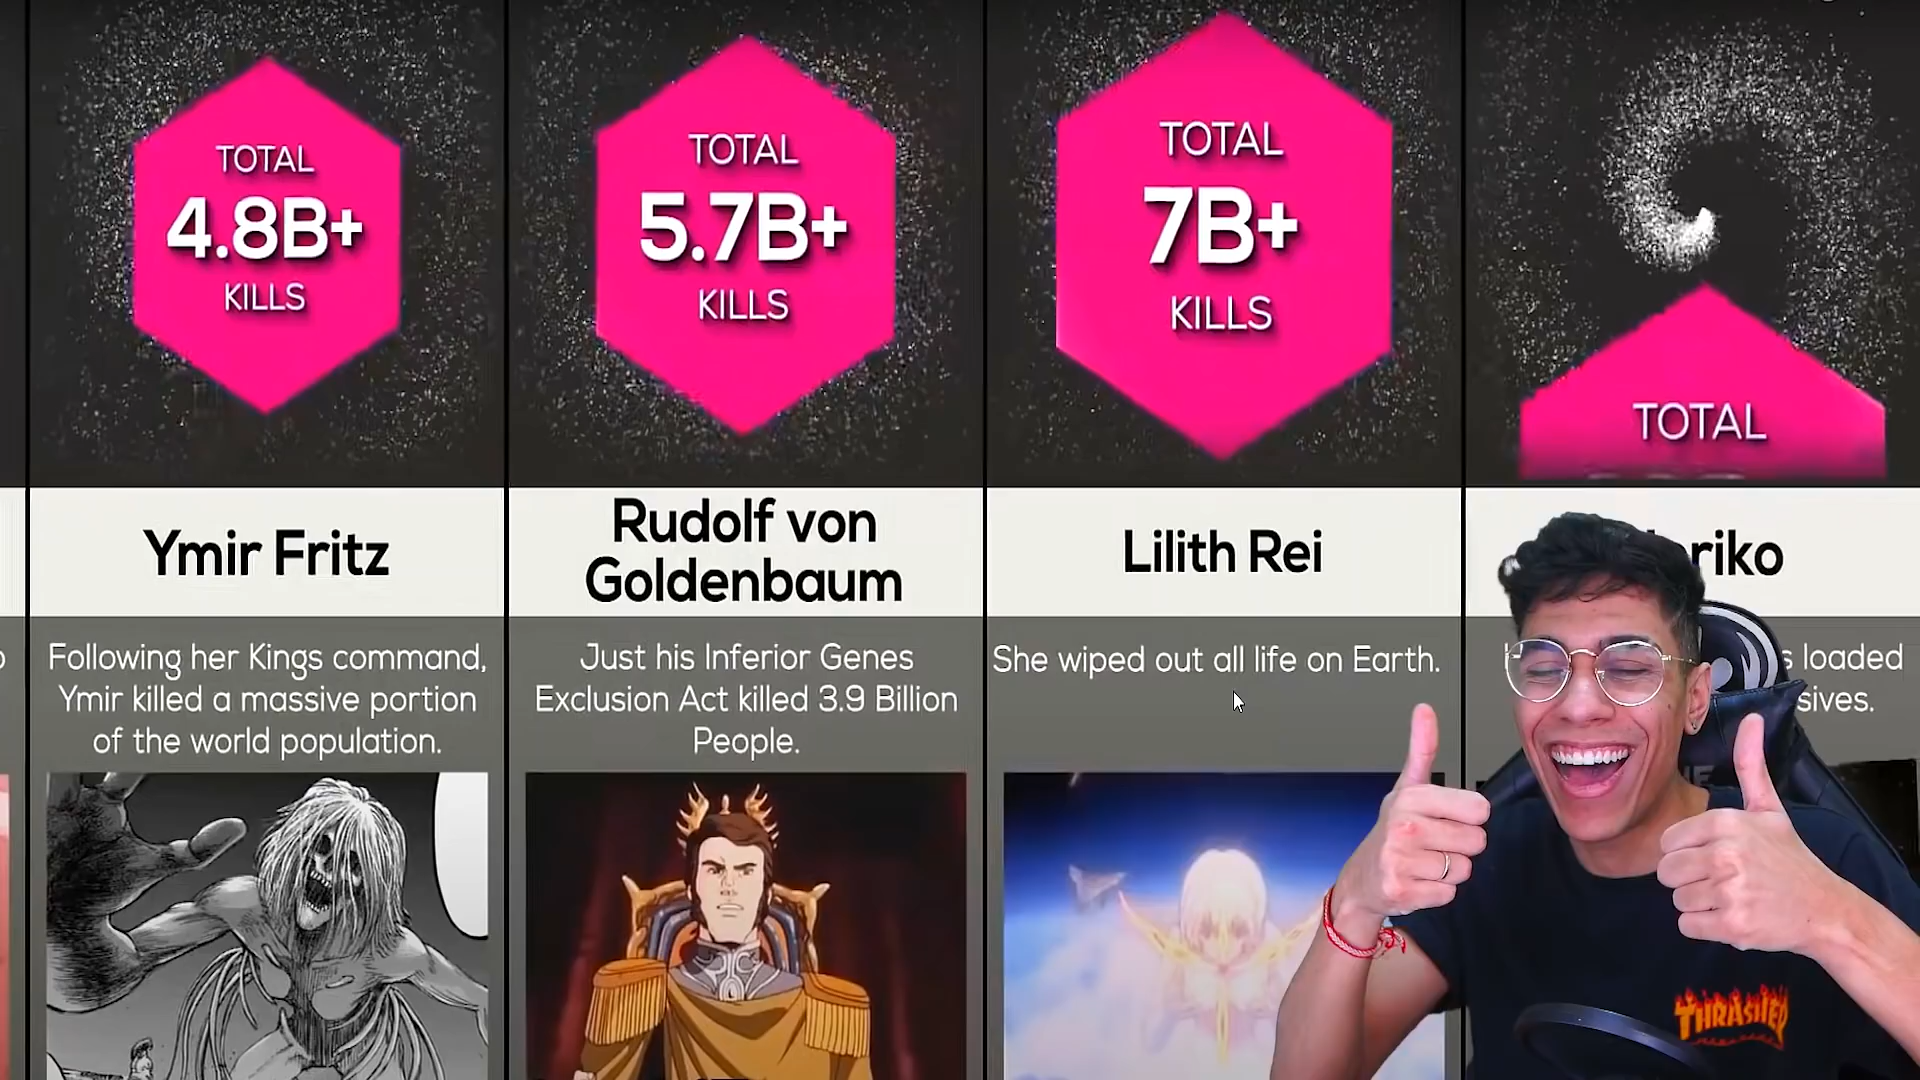 TOTAL
4.8B+
KILLS
TOTAL
5.7B+
KILLS
TOTAL
7B+
KILLS
TOTAL
Ymir Fritz
Rudolf von
Goldenbaum
Lilith Rei
Following her Kings command,
Ymir killed a massive portion
of the world population.
Just his Inferior Genes
Exclusion Act killed 3.9 Billion
People.
She wiped out all life on Earth.
loaded
THRASHER